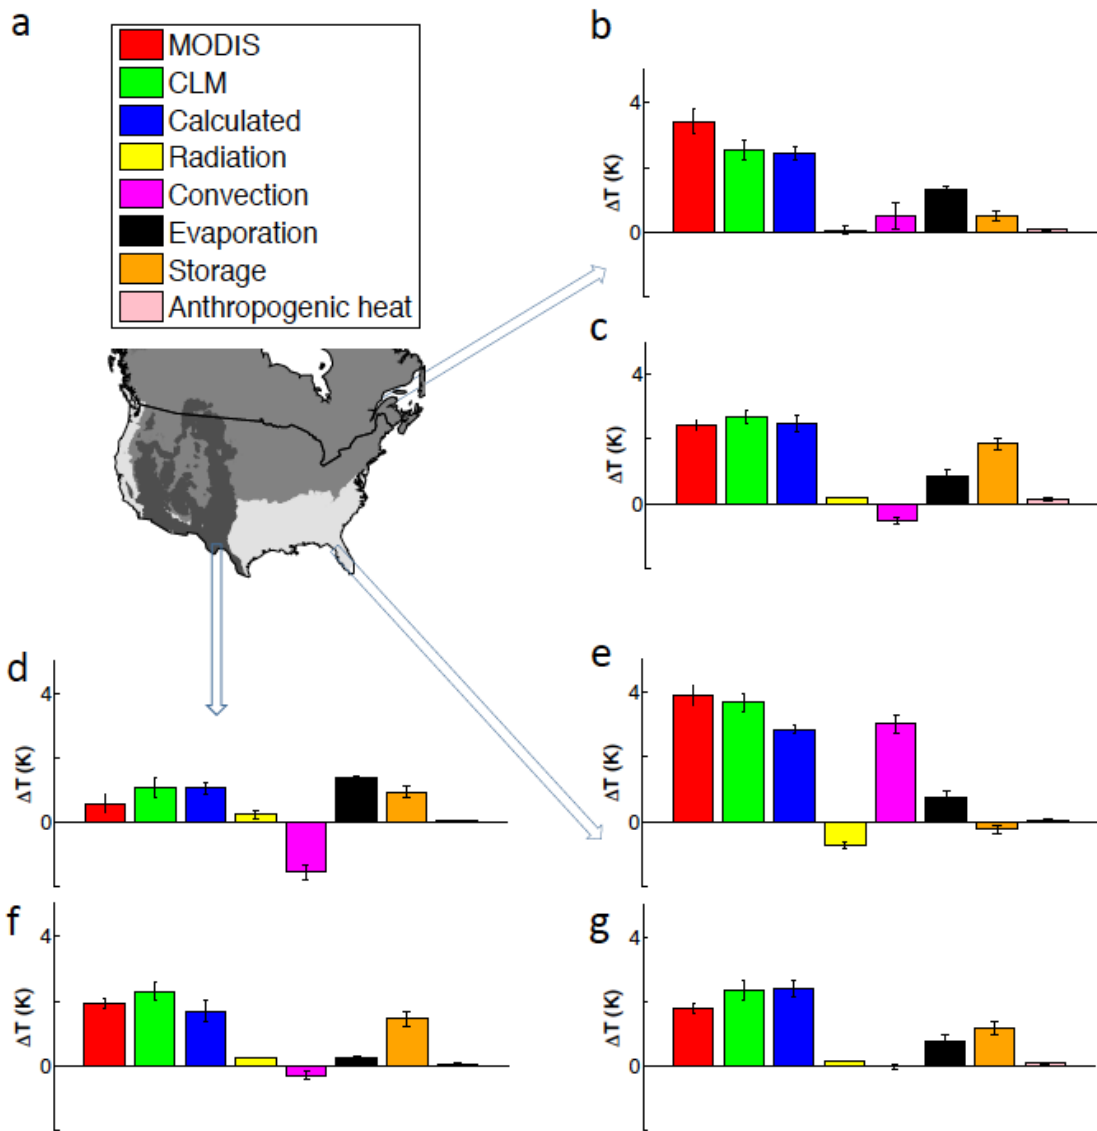 a
MODIS
CLM
Calculated
Radiation
Convection
Evaporation
Storage
Anthropogenic heat
b
4
0
ΔT (K)
c
4
0
ΔT (K)
d
4
0
ΔT (K)
e
4
0
ΔT (K)
f
4
0
ΔT (K)
g
4
0
ΔT (K)